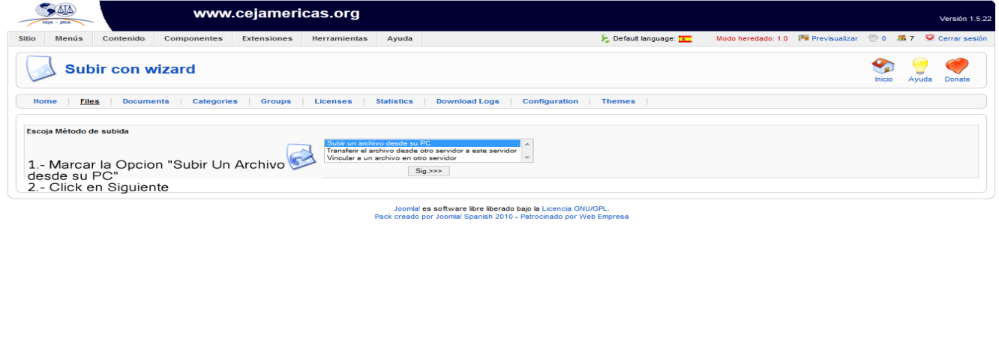 CEJA - JSCA
www.cejamericas.org
Versión 1.5.22
Sitio Menús Contenido Componentes Extensiones Herramientas Ayuda Default language: Modo heredado: 1.0 Previsualizar 0 7 Cerrar sesión
Subir con wizard
Inicio Ayuda Donate
Home Files Documents Categories Groups Licenses Statistics Download Logs Configuration Themes
Escoja Método de subida
Subir un archivo desde su PC
Transferir el archivo desde otro servidor a este servidor
Vincular a un archivo en otro servidor
Sig.>>>
1.- Marcar la Opcion "Subir Un Archivo
desde su PC"
2.- Click en Siguiente
Joomla! es software libre liberado bajo la Licencia GNU/GPL.
Pack creado por Joomla! Spanish 2010 - Patrocinado por Web Empresa